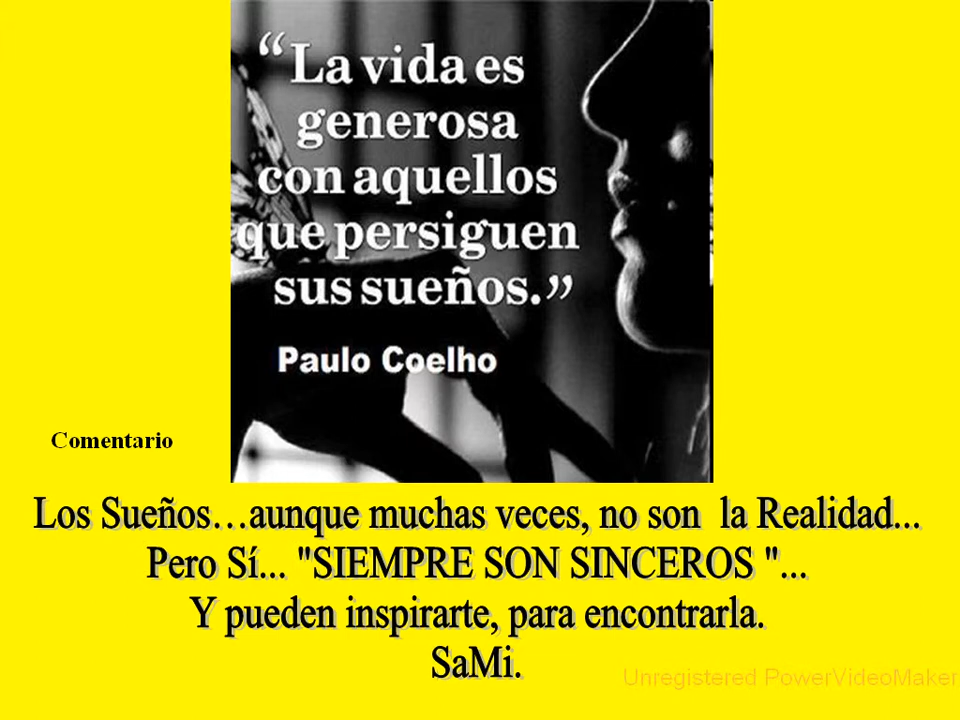 “La vida es
generosa
con aquellos
que persiguen
sus sueños.”
Paulo Coelho
Comentario
Los Sueños...aunque muchas veces, no son la Realidad...
Pero Sí... "SIEMPRE SON SINCEROS "...
Y pueden inspirarte, para encontrarla.
SaMi.
Unregistered PowerVideoMaker